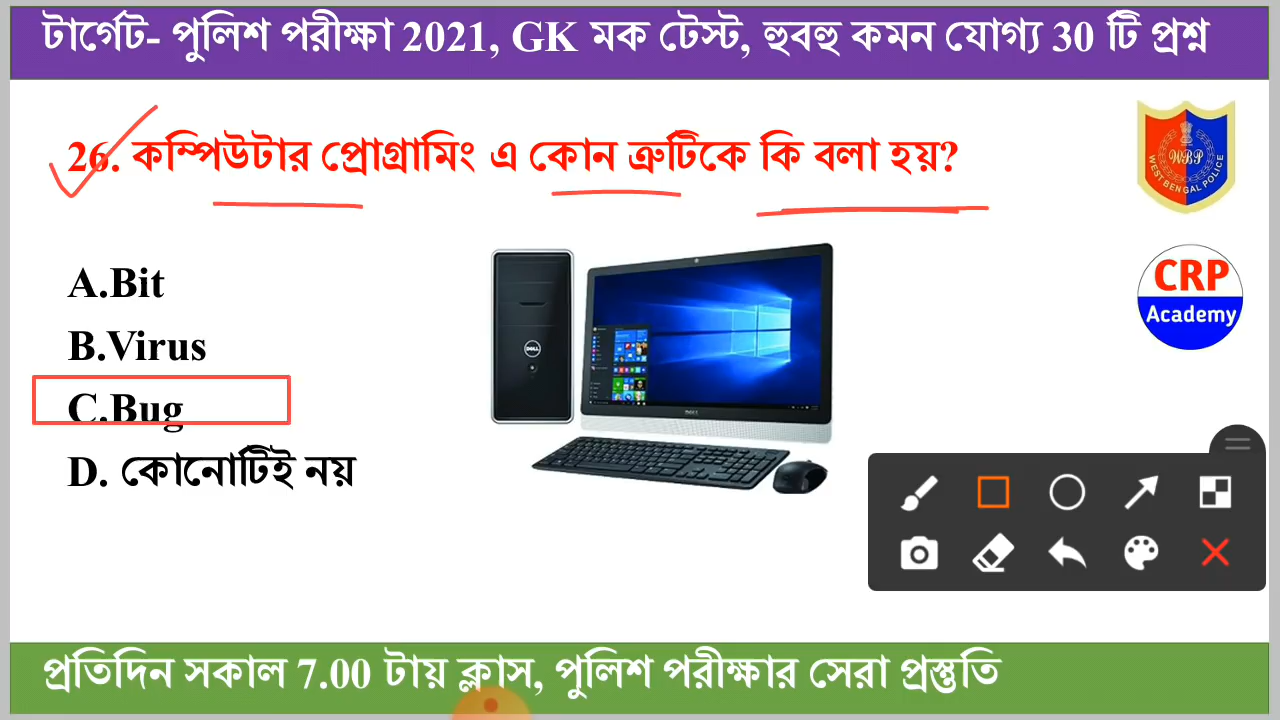 টার্গেট- পুলিশ পরীক্ষা 2021, GK মক টেস্ট, হুবহু কমন যোগ্য 30 টি প্রশ্ন
26. কম্পিউটার প্রোগ্রামিং এ কোন ত্রুটিকে কি বলা হয়?
WBP
WEST BENGAL POLICE
A.Bit
B.Virus
C.Bug
D. কোনোটিই নয়
CRP
Academy
DELL
প্রতিদিন সকাল 7.00 টায় ক্লাস, পুলিশ পরীক্ষার সেরা প্রস্তুতি